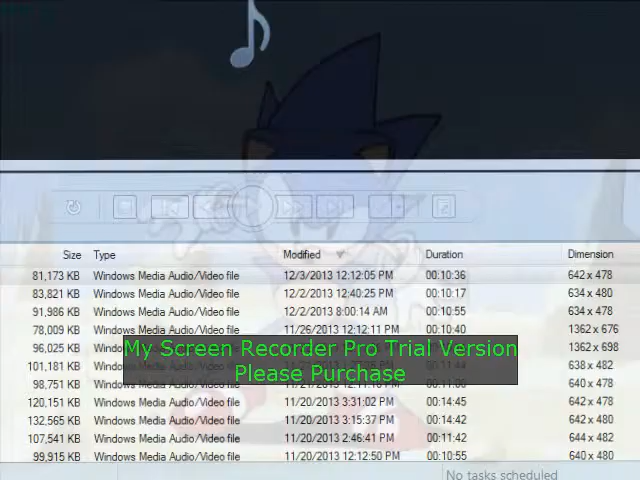 Size Type Modified Duration Dimension
81,173 KB Windows Media Audio/Video file 12/3/2013 12:12:05 PM 00:10:36 642 x 478
83,821 KB Windows Media Audio/Video file 12/2/2013 12:40:25 PM 00:10:17 634 x 480
91,986 KB Windows Media Audio/Video file 12/2/2013 8:00:14 AM 00:10:55 634 x 478
78,009 KB Windows Media Audio/Video file 11/26/2013 12:12:11 PM 00:10:40 1362 x 676
96,025 KB 1362 x 698
My Screen Recorder Pro Trial Version
101,181 KB 638 x 482
Please Purchase
98,751 KB 640 x 478
120,151 KB Windows Media Audio/Video file 11/20/2013 3:31:02 PM 00:14:45 642 x 478
132,565 KB Windows Media Audio/Video file 11/20/2013 3:15:37 PM 00:14:42 642 x 480
107,541 KB Windows Media Audio/Video file 11/20/2013 2:46:41 PM 00:11:42 644 x 482
99,915 KB Windows Media Audio/Video file 11/20/2013 12:12:50 PM 00:10:55 640 x 480
No tasks scheduled